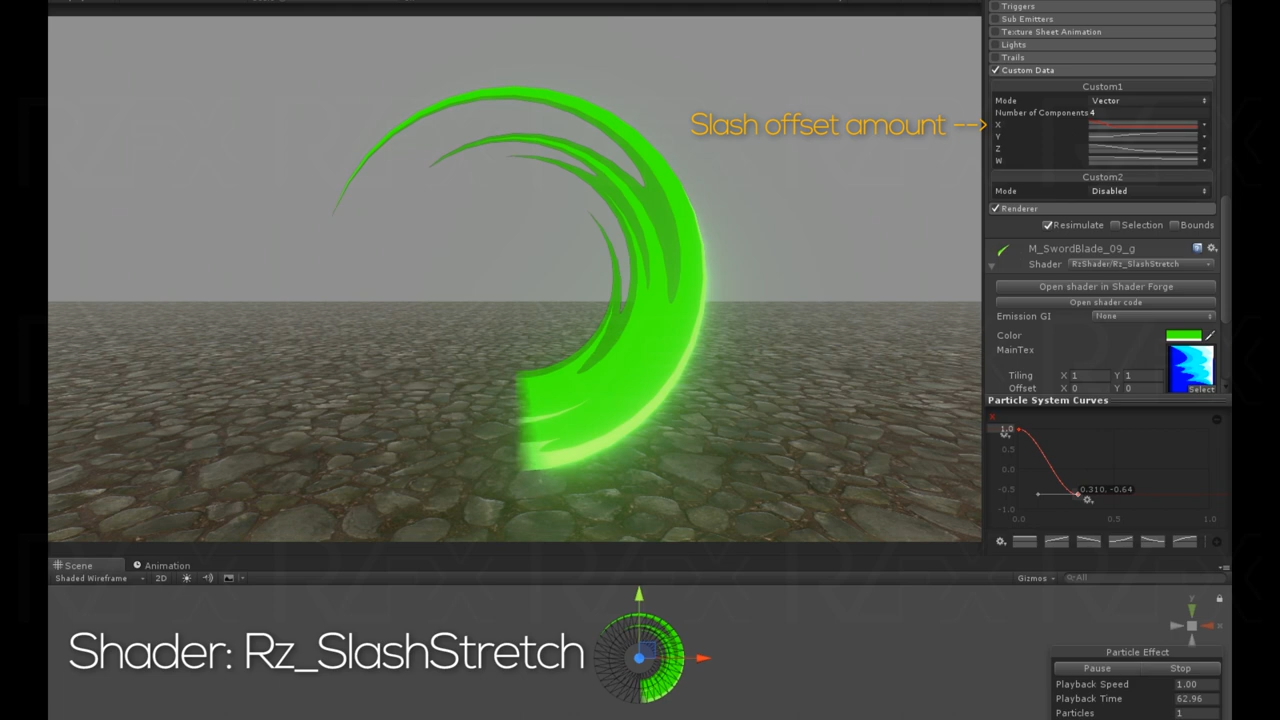 Triggers
Sub Emitters
Texture Sheet Animation
Lights
Trails
Custom Data
Custom1
Mode Vector
Number of Components 4
Slash offset amount -->
X
Y
Z
W
Custom2
Mode Disabled
Renderer
Resimulate Selection Bounds
M_SwordBlade_09_g
Shader RzShader/Rz_SlashStretch
Open shader in Shader Forge
Open shader code
Emission GI None
Color
MainTex
Tiling X 1 Y 1
Offset X 0 Y 0
Select
Particle System Curves
X
1.0
0.5
0.0
-0.5
-1.0
0.310, -0.64
0.0 0.5 1.0
Scene Animation
Shaded Wireframe 2D Gizmos All
y
x
Shader: Rz_SlashStretch
Particle Effect
Pause Stop
Playback Speed 1.00
Playback Time 62.96
Particles 1